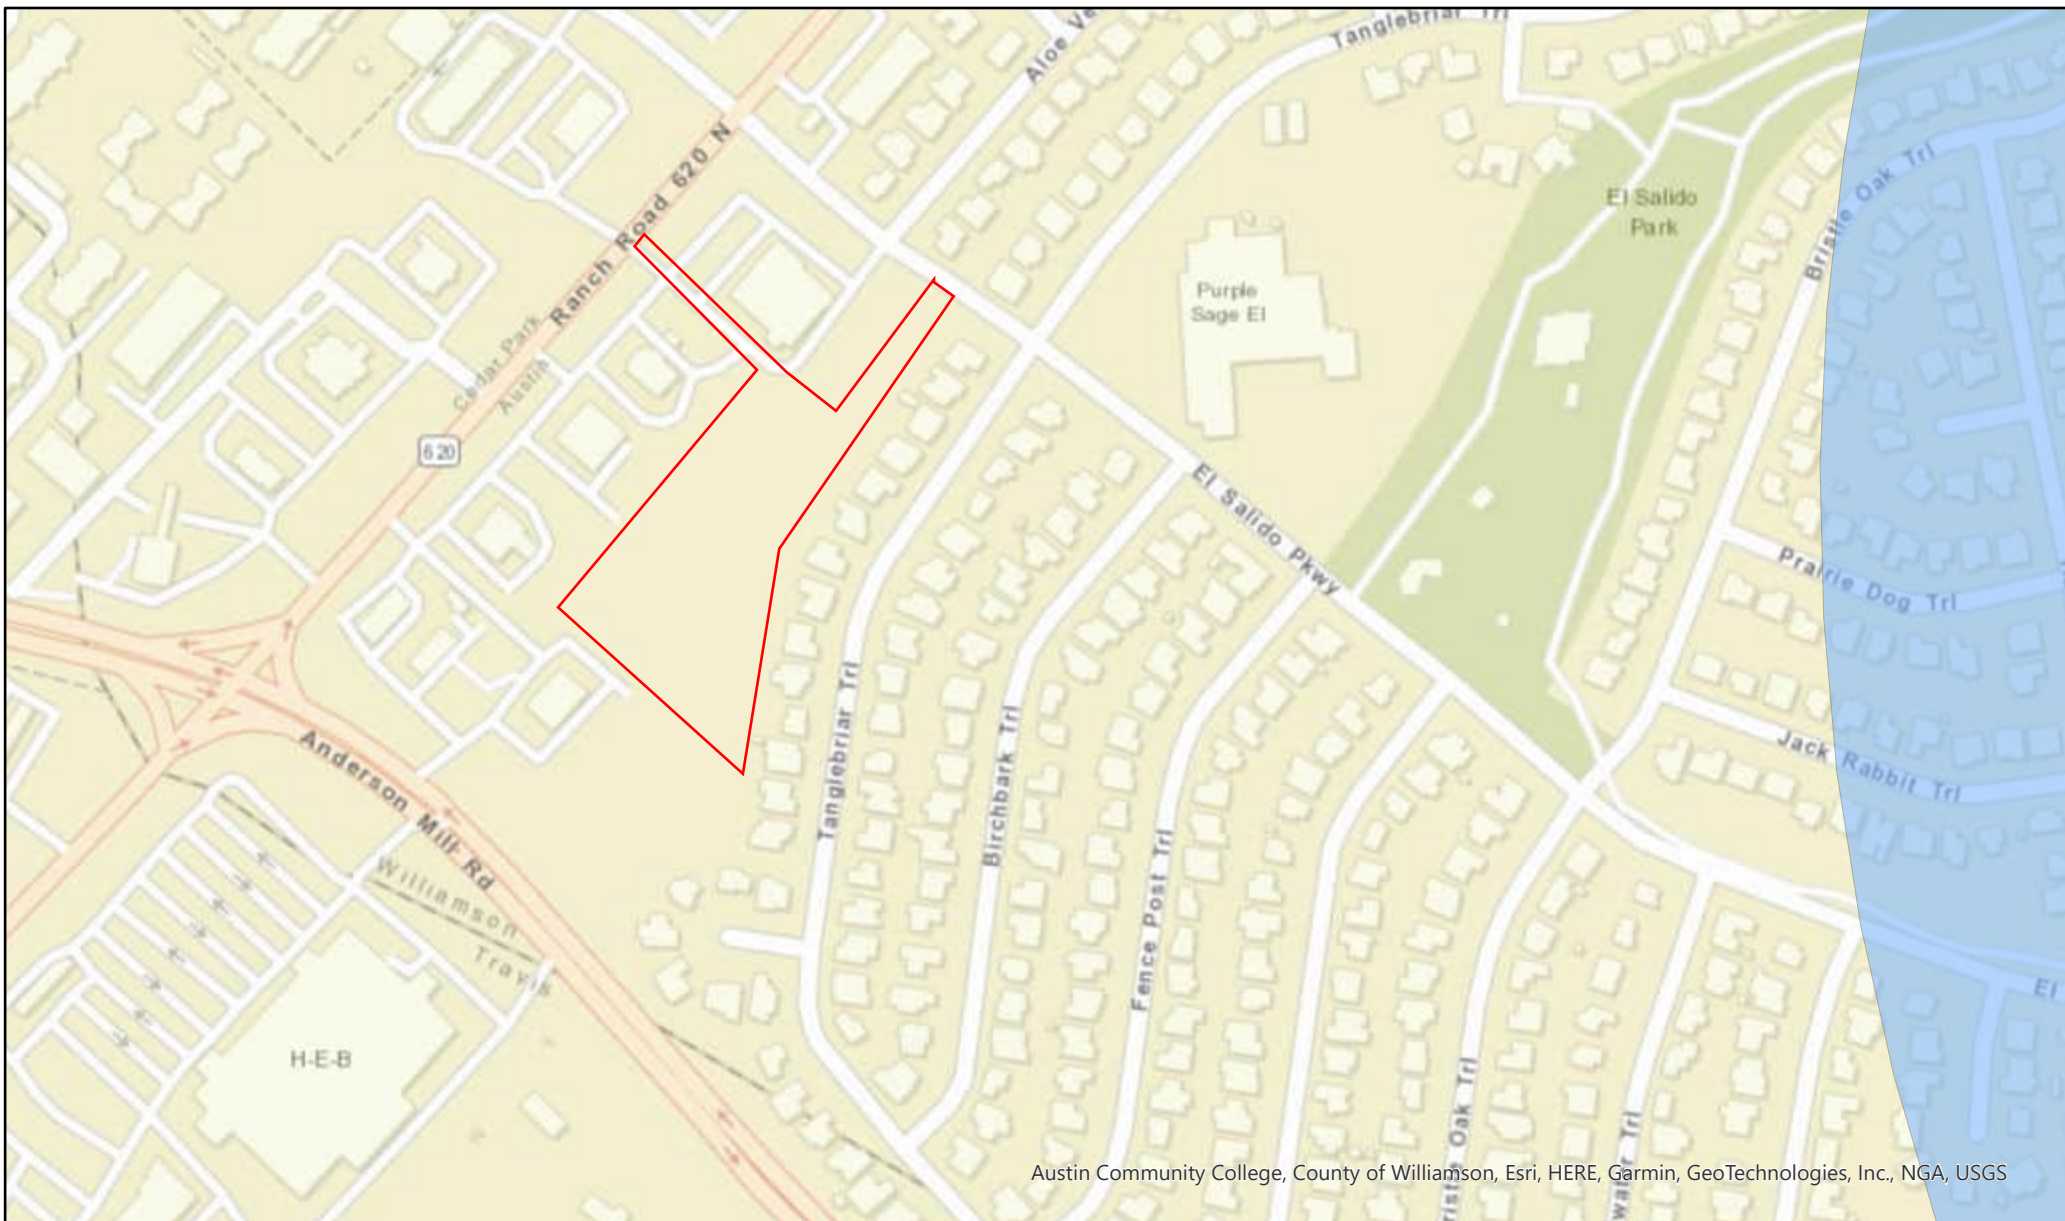 Tanglebriar Trl
Aloe Ve
Ranch Road 620 N
El Salido
Park
Bristle Oak Trl
Purple
Sage El
Cedar Park
Austin
620
El Salido Pkwy
Prairie Dog Trl
Tanglebriar Trl
Birchbark Trl
Jack Rabbit Trl
Anderson Mill Rd
Williamson
Travis
Fence Post Trl
El
H-E-B
Oak Trl
Trl
Austin Community College, County of Williamson, Esri, HERE, Garmin, GeoTechnologies, Inc., NGA, USGS